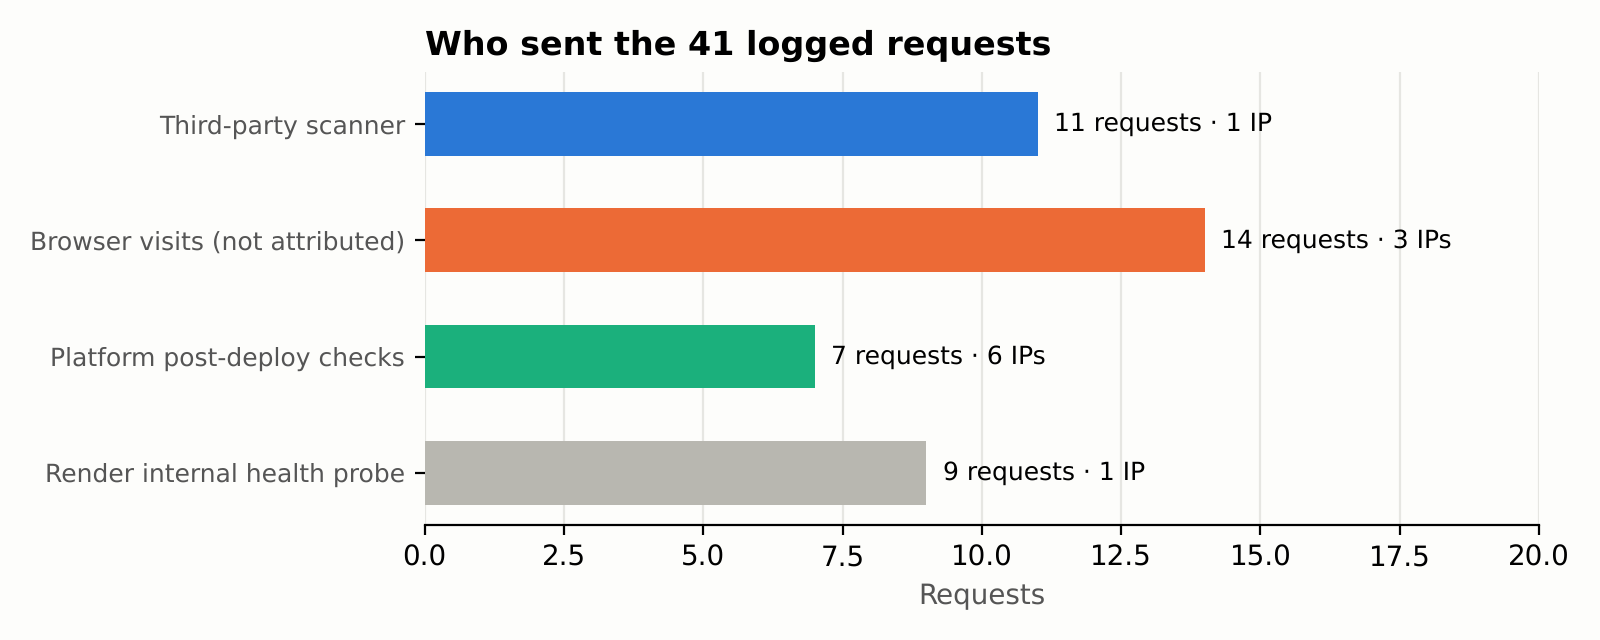 Who sent the 41 logged requests
Third-party scanner
11 requests · 1 IP
Browser visits (not attributed)
14 requests · 3 IPs
Platform post-deploy checks
7 requests · 6 IPs
Render internal health probe
9 requests · 1 IP
0.0 2.5 5.0 7.5 10.0 12.5 15.0 17.5 20.0
Requests